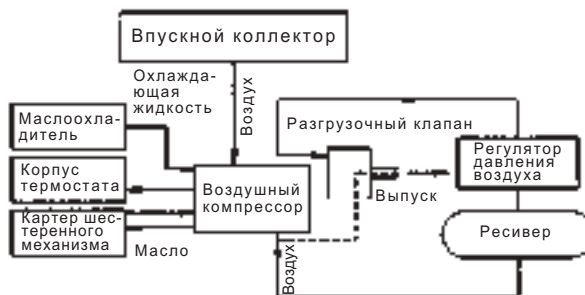 Впускной коллектор
Охлажда-
ющая
жидкость
Воздух
Маслоохла-
дитель
Разгрузочный клапан
Регулятор
давления
воздуха
Корпус
термостата
Воздушный
компрессор
Выпуск
Картер шес-
теренного
механизма
Масло
Воздух
Ресивер